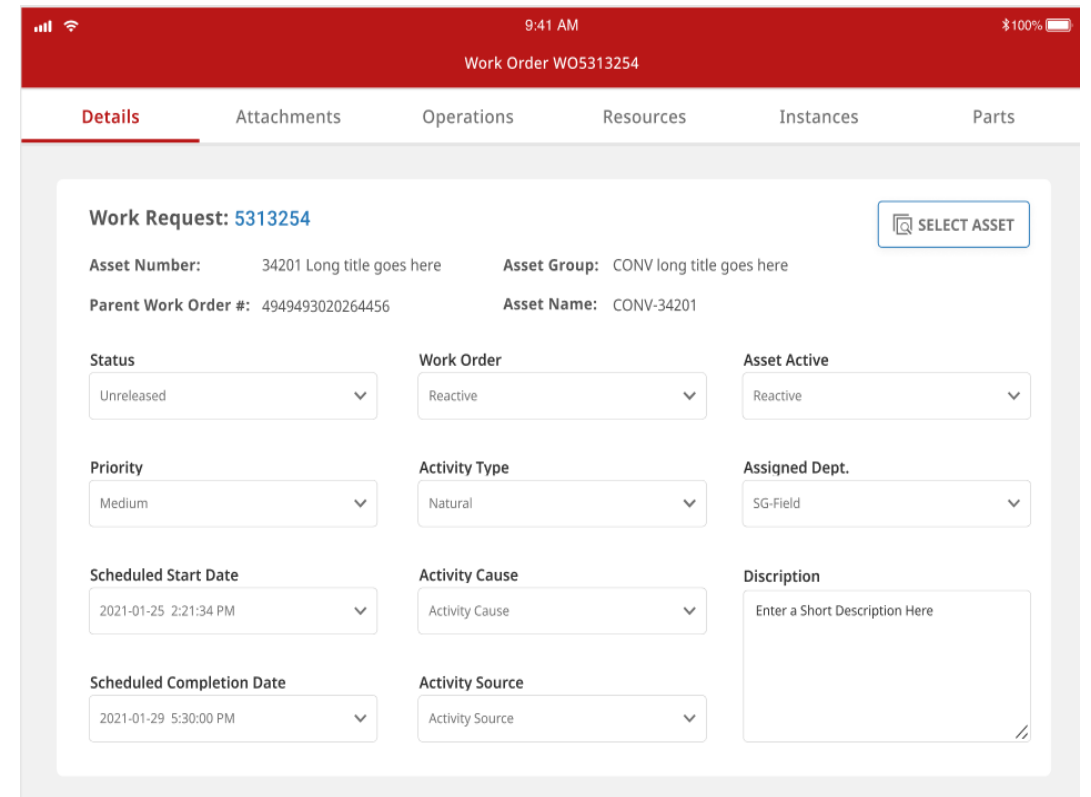 9:41 AM
100%
Work Order WO5313254
Details Attachments Operations Resources Instances Parts
Work Request: 5313254
SELECT ASSET
Asset Number: 34201 Long title goes here Asset Group: CONV long title goes here
Parent Work Order #: 4949493020264456 Asset Name: CONV-34201
Status Work Order Asset Active
Unreleased Reactive Reactive
Priority Activity Type Assigned Dept.
Medium Natural SG-Field
Scheduled Start Date Activity Cause Discription
2021-01-25 2:21:34 PM Activity Cause Enter a Short Description Here
Scheduled Completion Date Activity Source
2021-01-29 5:30:00 PM Activity Source